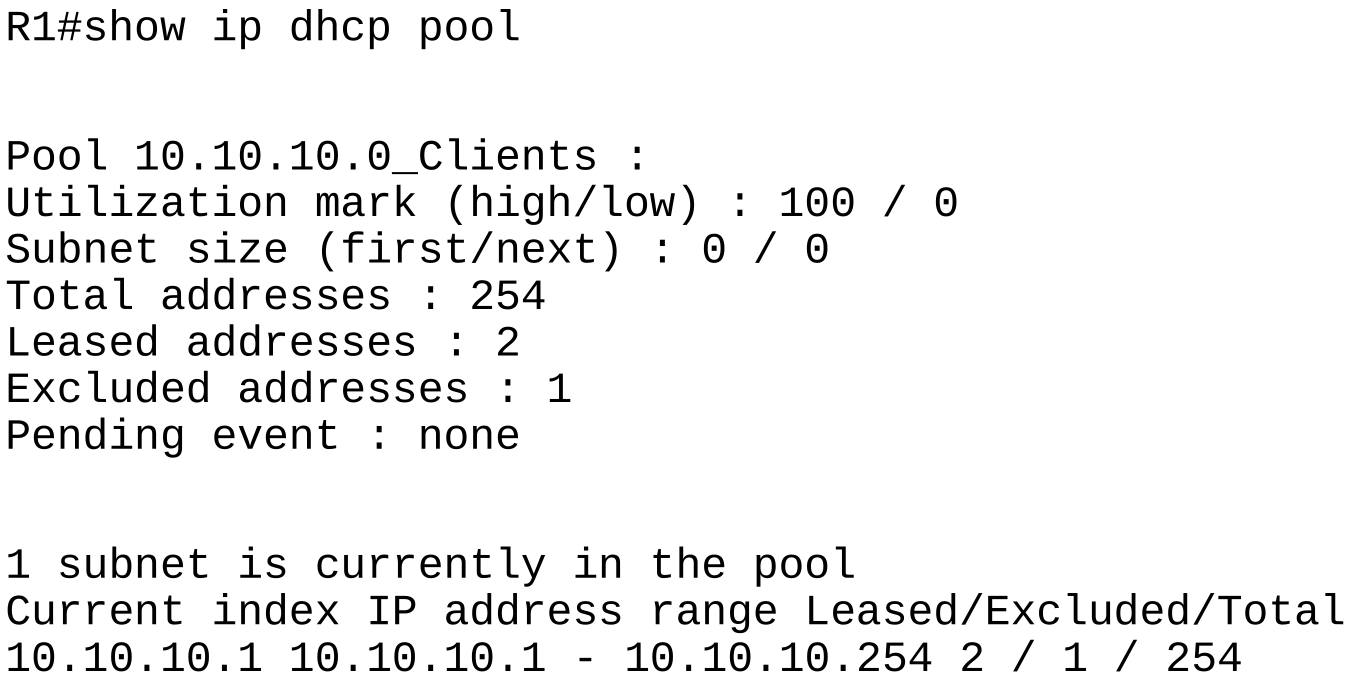 R1#show ip dhcp pool
Pool 10.10.10.0_Clients :
Utilization mark (high/low) : 100 / 0
Subnet size (first/next) : 0 / 0
Total addresses : 254
Leased addresses : 2
Excluded addresses : 1
Pending event : none
1 subnet is currently in the pool
Current index IP address range Leased/Excluded/Total
10.10.10.1 10.10.10.1 - 10.10.10.254 2 / 1 / 254